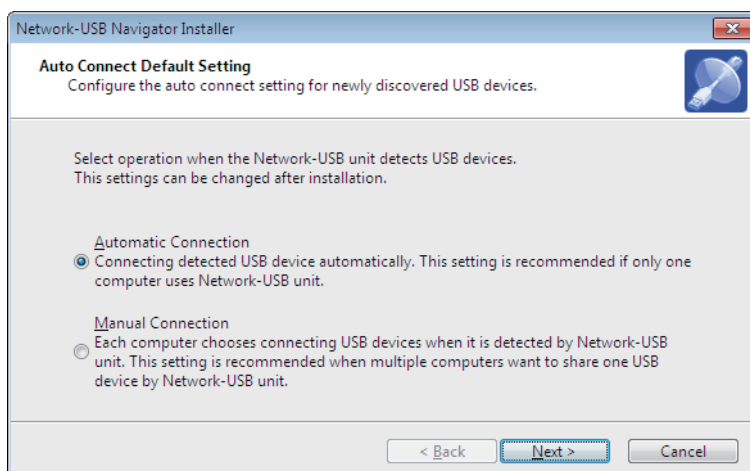 Network-USB Navigator Installer
Auto Connect Default Setting
Configure the auto connect setting for newly discovered USB devices.
Select operation when the Network-USB unit detects USB devices.
This settings can be changed after installation.
Automatic Connection
Connecting detected USB device automatically. This setting is recommended if only one
computer uses Network-USB unit.
Manual Connection
Each computer chooses connecting USB devices when it is detected by Network-USB
unit. This setting is recommended when multiple computers want to share one USB
device by Network-USB unit.
< Back Next > Cancel